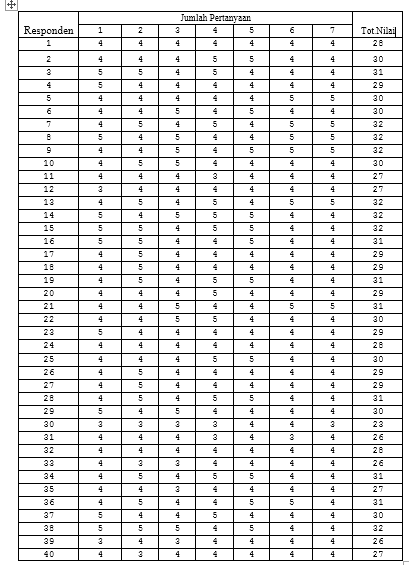 Jumlah Pertanyaan
Responden 1 2 3 4 5 6 7 Tot.Nilai
1 4 4 4 4 4 4 4 28
2 4 4 4 5 5 4 4 30
3 5 5 4 5 4 4 4 31
4 5 4 4 4 4 4 4 29
5 4 4 4 4 4 5 5 30
6 4 4 5 4 5 4 4 30
7 4 5 4 5 4 5 5 32
8 5 4 5 4 4 5 5 32
9 4 4 5 4 5 5 5 32
10 4 5 5 4 4 4 4 30
11 4 4 4 3 4 4 4 27
12 3 4 4 4 4 4 4 27
13 4 5 4 5 4 5 5 32
14 5 4 5 5 5 4 4 32
15 5 5 5 4 5 4 4 32
16 5 5 4 4 5 4 4 31
17 4 5 4 4 4 4 4 29
18 4 5 4 4 4 4 4 29
19 4 5 4 5 5 4 4 31
20 4 4 4 5 4 4 4 29
21 4 4 5 4 4 5 5 31
22 4 4 5 5 4 4 4 30
23 5 4 4 4 4 4 4 29
24 4 4 4 4 4 4 4 28
25 4 4 4 5 5 4 4 30
26 4 5 4 4 4 4 4 29
27 4 5 4 4 4 4 4 29
28 4 5 4 5 5 4 4 31
29 5 4 5 4 4 4 4 30
30 3 3 3 3 4 4 3 23
31 4 4 4 3 4 3 4 26
32 4 4 4 4 4 4 4 28
33 4 3 3 4 4 4 4 26
34 4 5 4 5 5 4 4 31
35 4 4 3 4 4 4 4 27
36 4 5 4 4 5 5 4 31
37 5 4 4 5 4 4 4 30
38 5 5 5 4 5 4 4 32
39 3 4 3 4 4 4 4 26
40 4 3 4 4 4 4 4 27